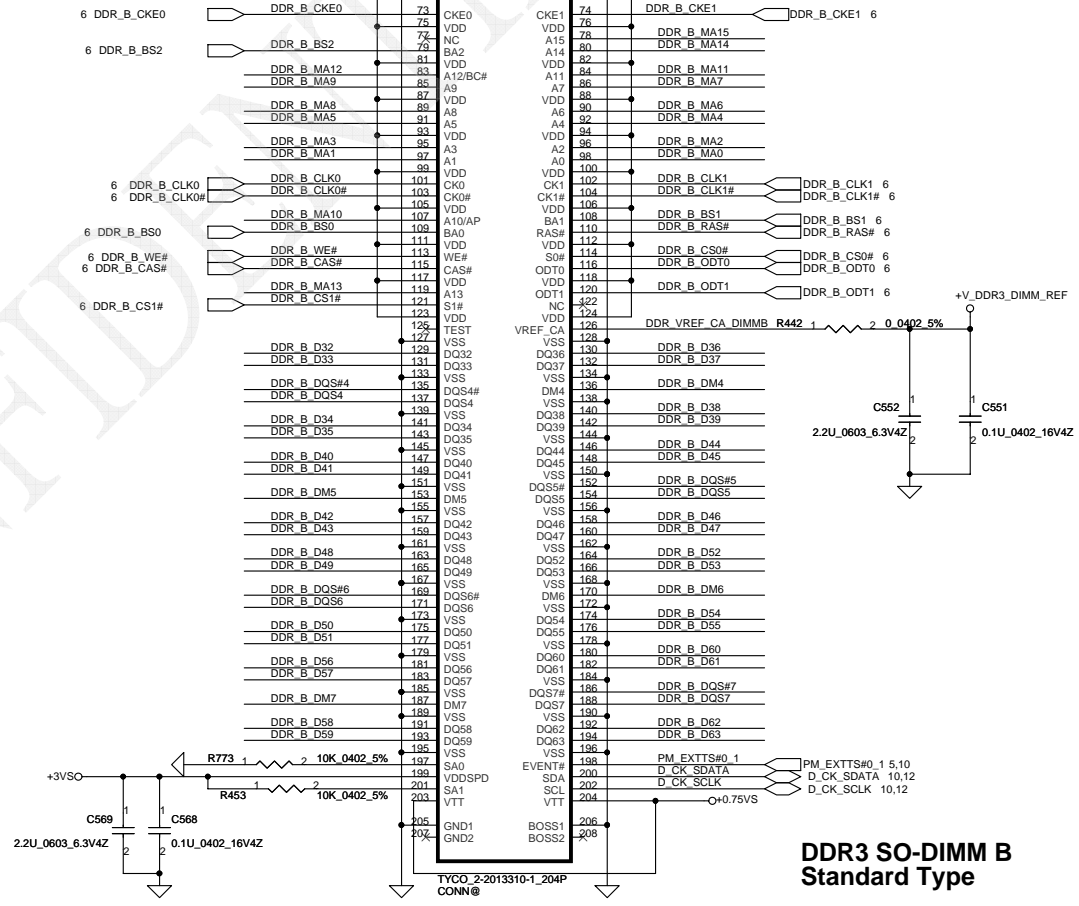 6 DDR_B_CKE0 DDR_B_CKE0 73 CKE0 CKE1 74 DDR_B_CKE1 DDR_B_CKE1 6
75 VDD VDD 76
77 NC A15 78 DDR_B_MA15
6 DDR_B_BS2 DDR_B_BS2 79 BA2 A14 80 DDR_B_MA14
81 VDD VDD 82
DDR_B_MA12 83 A12/BC# A11 84 DDR_B_MA11
DDR_B_MA9 85 A9 A7 86 DDR_B_MA7
87 VDD VDD 88
DDR_B_MA8 89 A8 A6 90 DDR_B_MA6
DDR_B_MA5 91 A5 A4 92 DDR_B_MA4
93 VDD VDD 94
DDR_B_MA3 95 A3 A2 96 DDR_B_MA2
DDR_B_MA1 97 A1 A0 98 DDR_B_MA0
99 VDD VDD 100
6 DDR_B_CLK0 DDR_B_CLK0 101 CK0 CK1 102 DDR_B_CLK1 DDR_B_CLK1 6
6 DDR_B_CLK0# DDR_B_CLK0# 103 CK0# CK1# 104 DDR_B_CLK1# DDR_B_CLK1# 6
105 VDD VDD 106
DDR_B_MA10 107 A10/AP BA1 108 DDR_B_BS1 DDR_B_BS1 6
6 DDR_B_BS0 DDR_B_BS0 109 BA0 RAS# 110 DDR_B_RAS# DDR_B_RAS# 6
111 VDD VDD 112
6 DDR_B_WE# DDR_B_WE# 113 WE# S0# 114 DDR_B_CS0# DDR_B_CS0# 6
6 DDR_B_CAS# DDR_B_CAS# 115 CAS# ODT0 116 DDR_B_ODT0 DDR_B_ODT0 6
117 VDD VDD 118
DDR_B_MA13 119 A13 ODT1 120 DDR_B_ODT1 DDR_B_ODT1 6
6 DDR_B_CS1# DDR_B_CS1# 121 S1# NC 122
123 VDD VDD 124 +V_DDR3_DIMM_REF
125 TEST VREF_CA 126 DDR_VREF_CA_DIMMB R442 1 2 0_0402_5%
127 VSS VSS 128
DDR_B_D32 129 DQ32 DQ36 130 DDR_B_D36
DDR_B_D33 131 DQ33 DQ37 132 DDR_B_D37
133 VSS VSS 134
DDR_B_DQS#4 135 DQS4# DM4 136 DDR_B_DM4
DDR_B_DQS4 137 DQS4 VSS 138 1 1
139 VSS DQ38 140 DDR_B_D38 C552 C551
DDR_B_D34 141 DQ34 DQ39 142 DDR_B_D39
DDR_B_D35 143 DQ35 VSS 144 2.2U_0603_6.3V4Z 2 0.1U_0402_16V4Z 2
145 VSS DQ44 146 DDR_B_D44
DDR_B_D40 147 DQ40 DQ45 148 DDR_B_D45
DDR_B_D41 149 DQ41 VSS 150
151 VSS DQS5# 152 DDR_B_DQS#5
DDR_B_DM5 153 DM5 DQS5 154 DDR_B_DQS5
155 VSS VSS 156
DDR_B_D42 157 DQ42 DQ46 158 DDR_B_D46
DDR_B_D43 159 DQ43 DQ47 160 DDR_B_D47
161 VSS VSS 162
DDR_B_D48 163 DQ48 DQ52 164 DDR_B_D52
DDR_B_D49 165 DQ49 DQ53 166 DDR_B_D53
167 VSS VSS 168
DDR_B_DQS#6 169 DQS6# DM6 170 DDR_B_DM6
DDR_B_DQS6 171 DQS6 VSS 172
173 VSS DQ54 174 DDR_B_D54
DDR_B_D50 175 DQ50 DQ55 176 DDR_B_D55
DDR_B_D51 177 DQ51 VSS 178
179 VSS DQ60 180 DDR_B_D60
DDR_B_D56 181 DQ56 DQ61 182 DDR_B_D61
DDR_B_D57 183 DQ57 VSS 184
185 VSS DQS7# 186 DDR_B_DQS#7
DDR_B_DM7 187 DM7 DQS7 188 DDR_B_DQS7
189 VSS VSS 190
DDR_B_D58 191 DQ58 DQ62 192 DDR_B_D62
DDR_B_D59 193 DQ59 DQ63 194 DDR_B_D63
195 VSS VSS 196
R773 1 2 10K_0402_5% 197 SA0 EVENT# 198 PM_EXTTS#0_1 PM_EXTTS#0_1 5,10
+3VS 199 VDDSPD SDA 200 D_CK_SDATA D_CK_SDATA 10,12
R453 1 2 10K_0402_5% 201 SA1 SCL 202 D_CK_SCLK D_CK_SCLK 10,12
203 VTT VTT 204 +0.75VS
1 1
C569 C568 205 GND1 BOSS1 206
207 GND2 BOSS2 208
2.2U_0603_6.3V4Z 2 2 0.1U_0402_16V4Z
TYCO_2-2013310-1_204P
CONN@
DDR3 SO-DIMM B
Standard Type
FIDENT